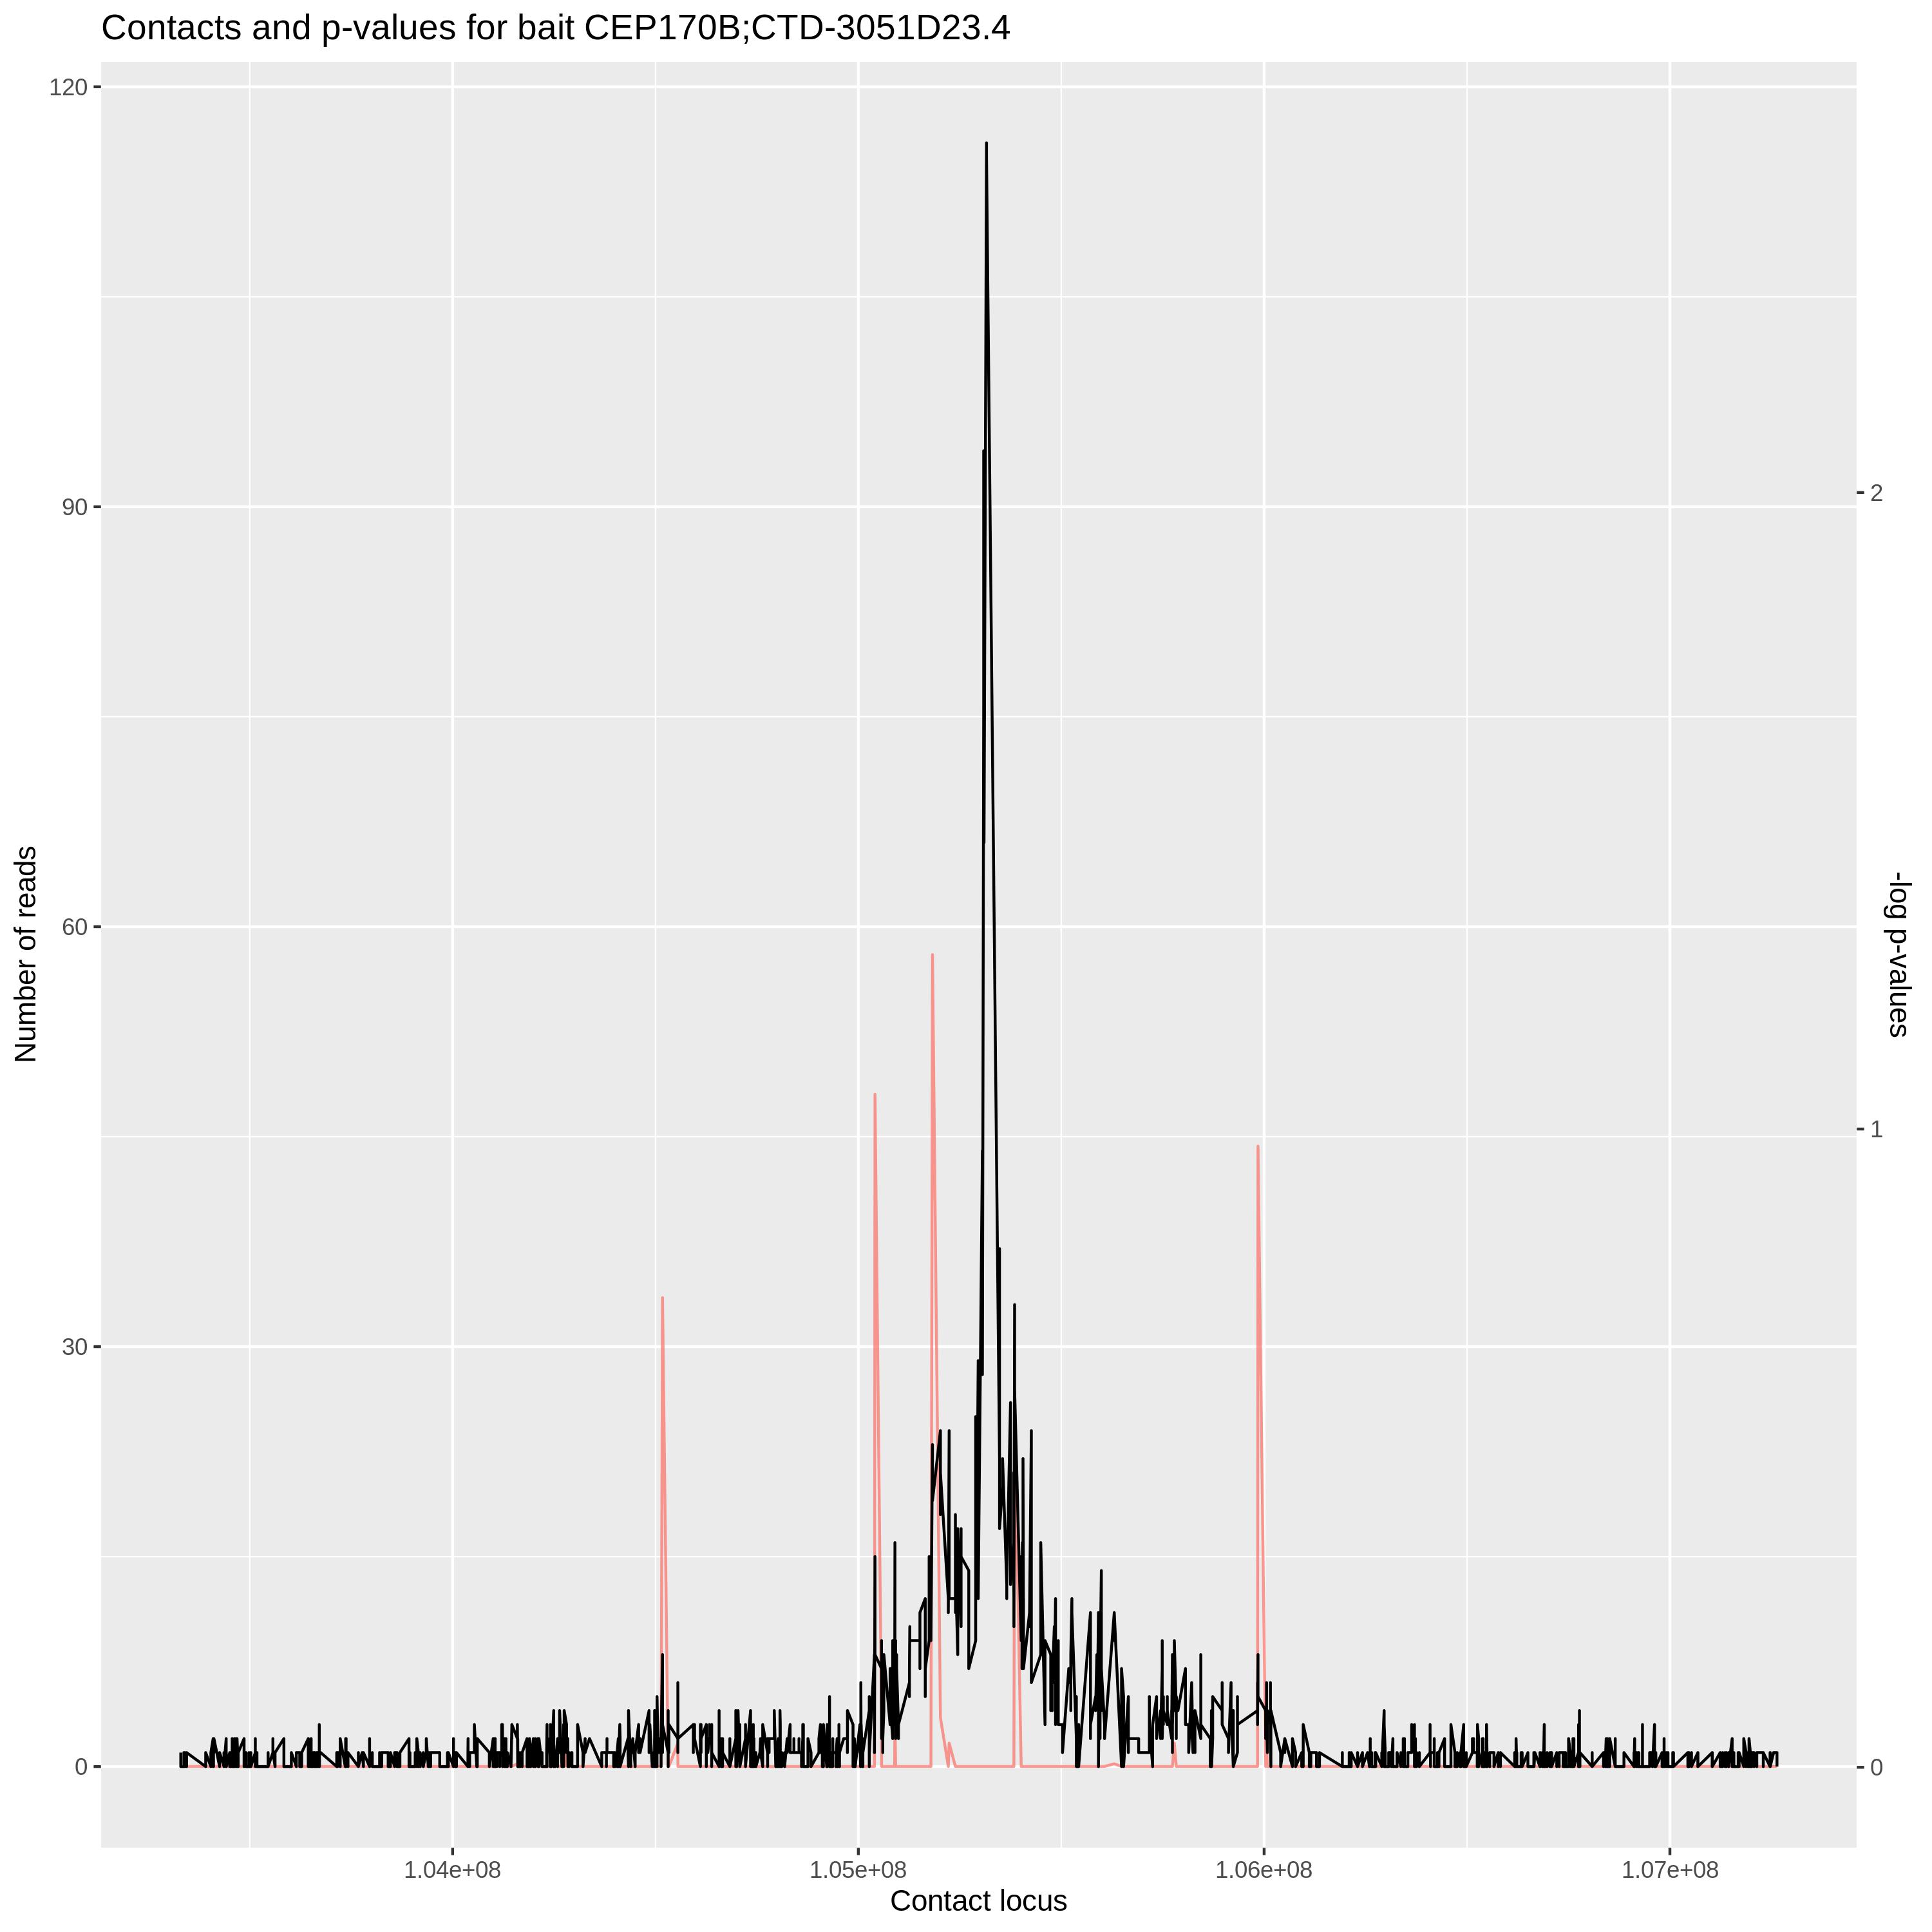 Contacts and p-values for bait CEP170B;CTD-3051D23.4
120
90
60
30
0
Number of reads
2
1
0
-log p-values
1.04e+08
1.05e+08
1.06e+08
1.07e+08
Contact locus